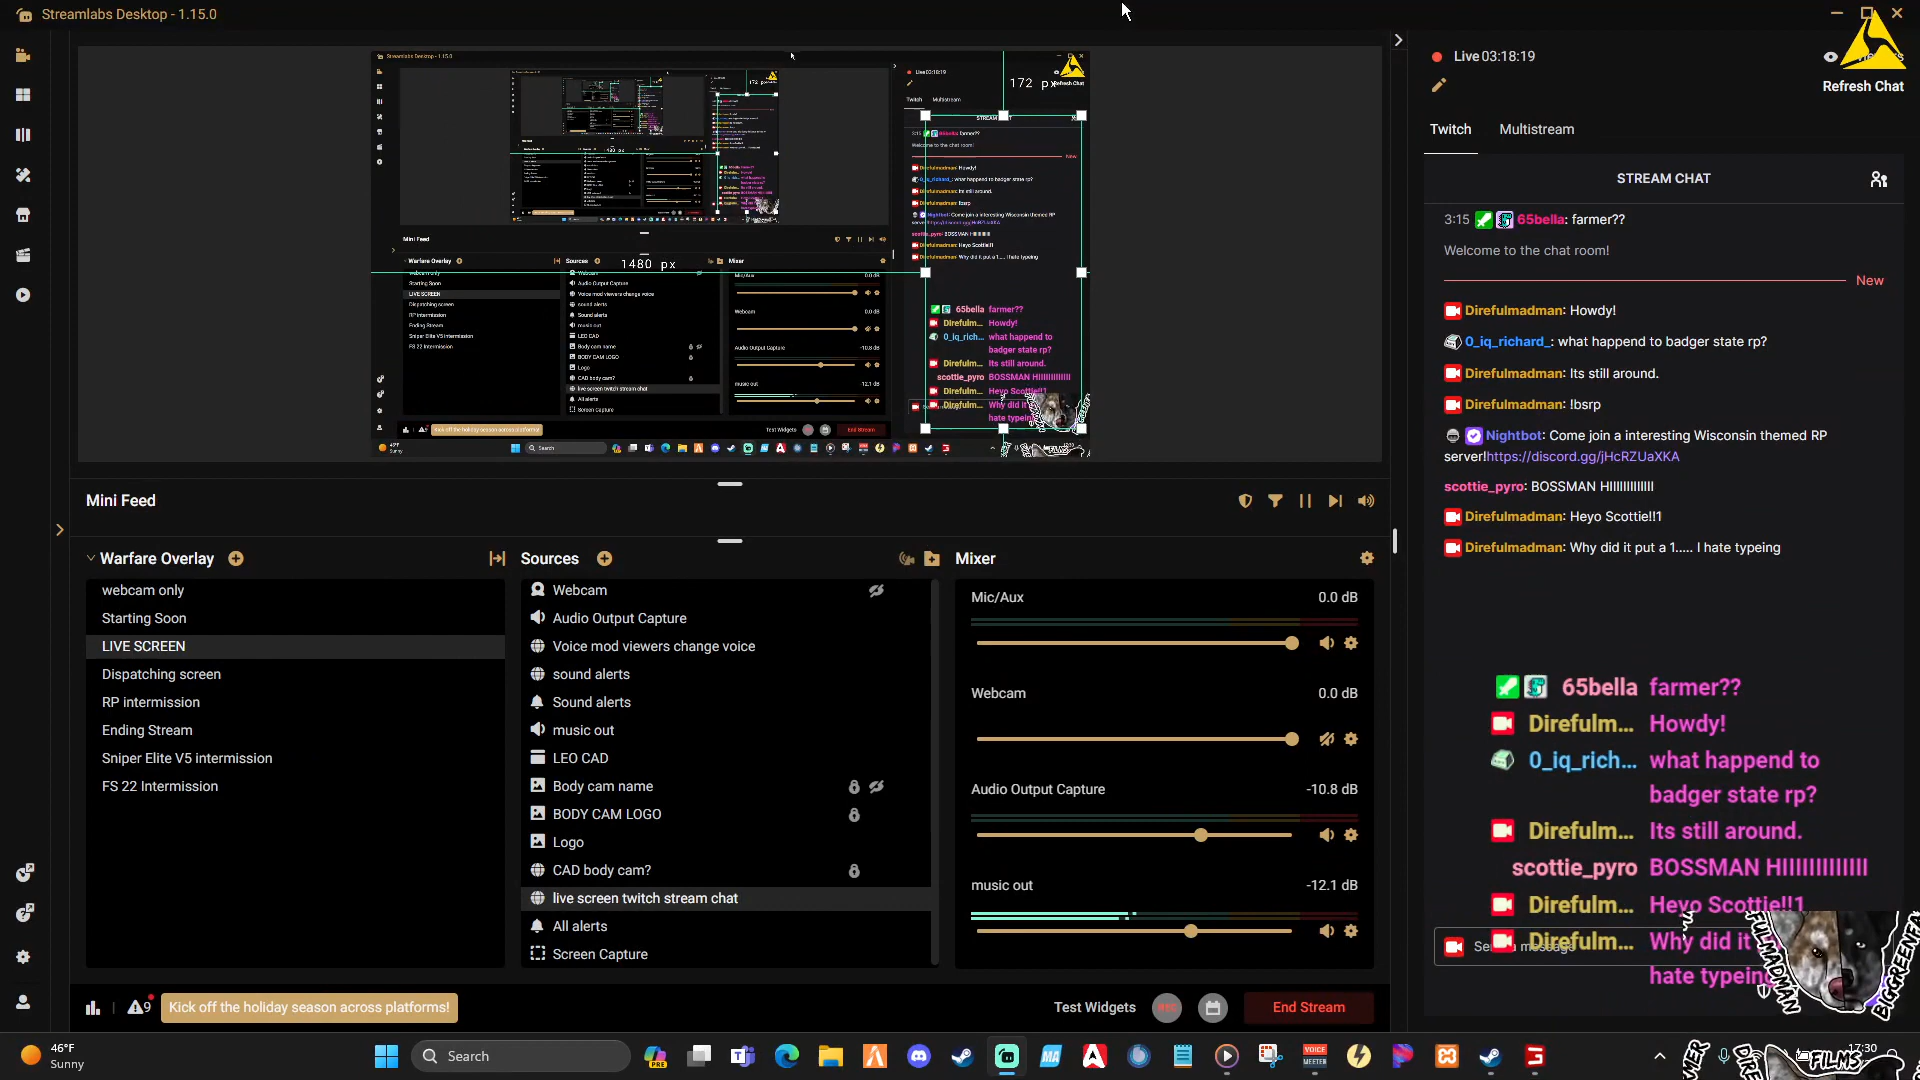 Streamlabs Desktop - 1.15.0
Live 03:18:19
Refresh Chat
Twitch
Multistream
STREAM CHAT
3:15 65bella: farmer??
Welcome to the chat room!
New
Direfulmadman: Howdy!
0_iq_richard_: what happend to badger state rp?
Direfulmadman: Its still around.
Direfulmadman: !bsrp
Nightbot: Come join a interesting Wisconsin themed RP
server!https://discord.gg/jHcRZUaXKA
scottie_pyro: BOSSMAN HIIIIIIIIIIIII
Direfulmadman: Heyo Scottie!!1
Direfulmadman: Why did it put a 1..... I hate typeing
65bella farmer??
Direfulm... Howdy!
0_iq_rich... what happend to
badger state rp?
Direfulm... Its still around.
scottie_pyro BOSSMAN HIIIIIIIIIIIII
Direfulm... Heyo Scottie!!1
Direfulm... Why did it
hate typeing
172 px
1480 px
Mini Feed
Warfare Overlay
webcam only
Starting Soon
LIVE SCREEN
Dispatching screen
RP intermission
Ending Stream
Sniper Elite V5 intermission
FS 22 Intermission
Sources
Webcam
Audio Output Capture
Voice mod viewers change voice
sound alerts
Sound alerts
music out
LEO CAD
Body cam name
BODY CAM LOGO
Logo
CAD body cam?
live screen twitch stream chat
All alerts
Screen Capture
Mixer
Mic/Aux 0.0 dB
Webcam 0.0 dB
Audio Output Capture -10.8 dB
music out -12.1 dB
9
Kick off the holiday season across platforms!
Test Widgets
REC
End Stream
46°F
Sunny
Search
17:30
FILMS